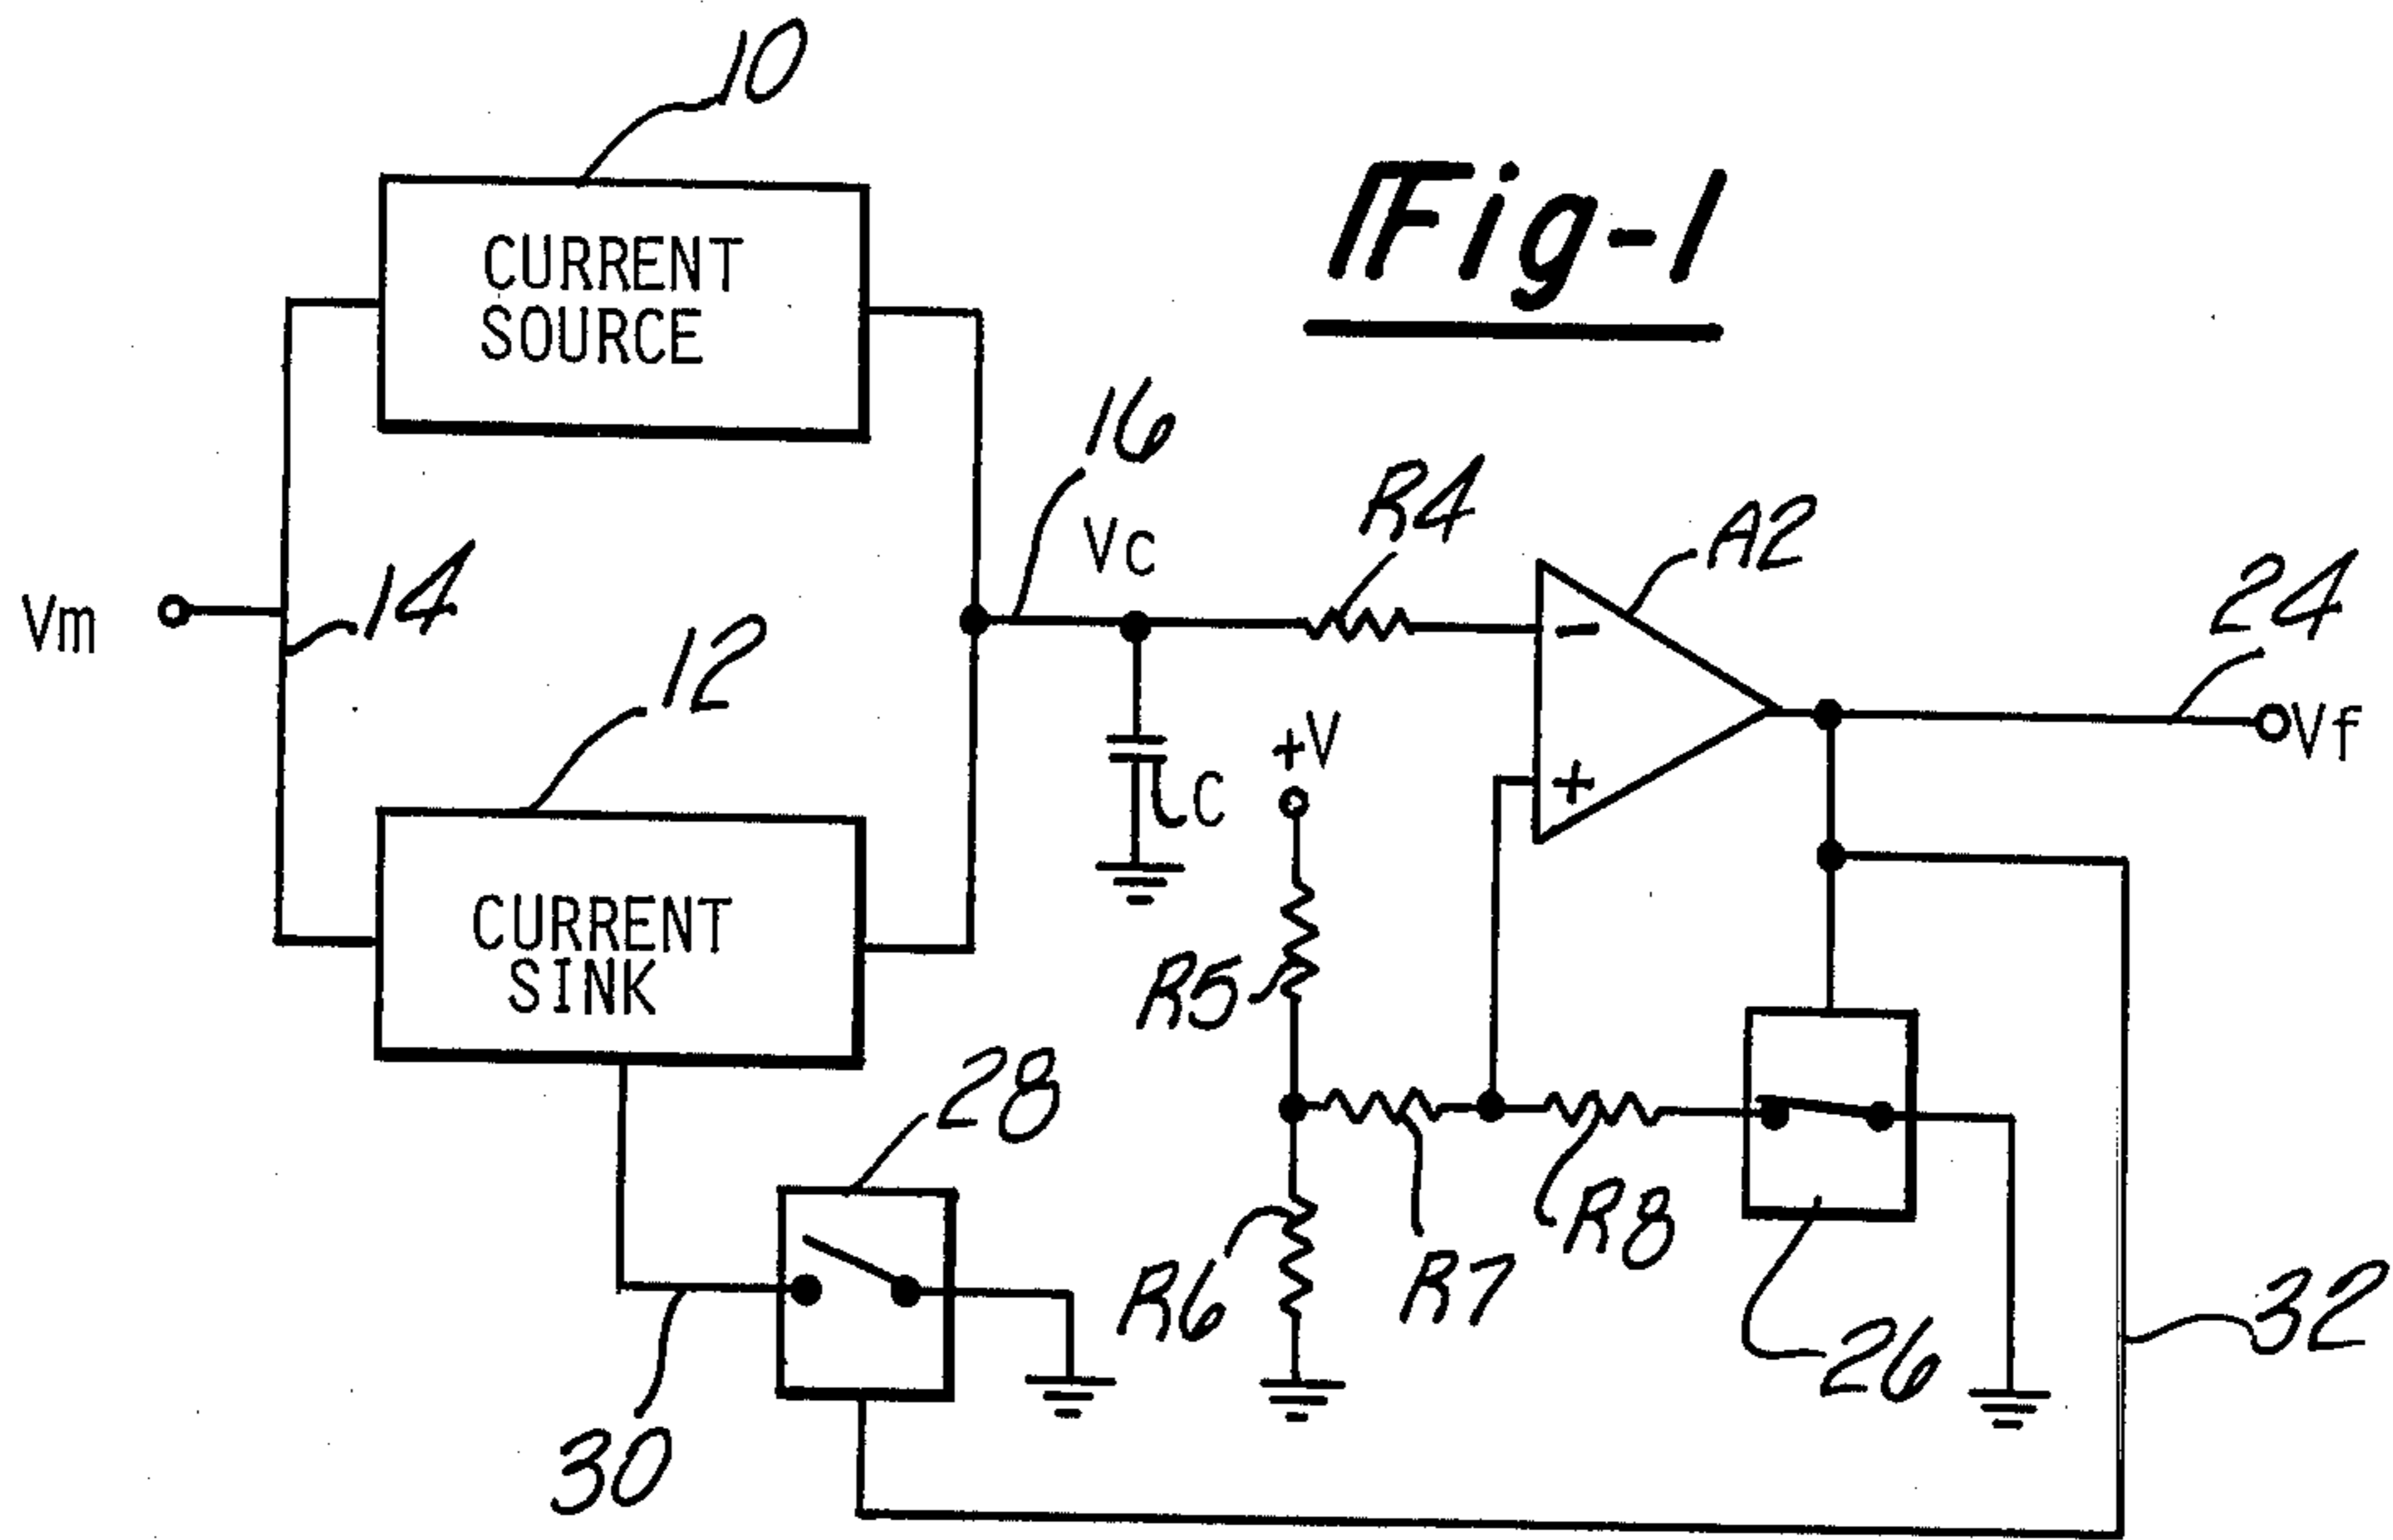 10
Fig-1
CURRENT
SOURCE
16
Vc
R4
A2
24
Vm
14
12
+V
Vf
-
+
C
CURRENT
SINK
R5
28
R8
R7
R6
26
32
30